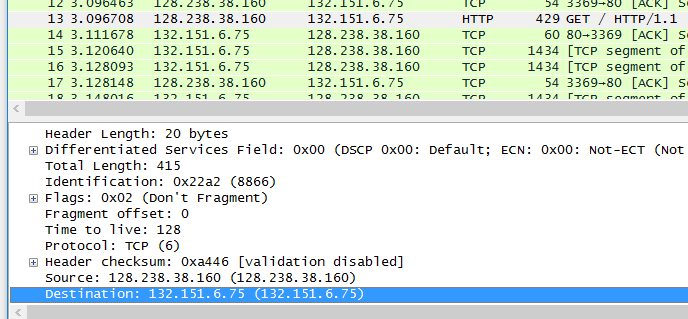 12 3.096463 128.238.38.160 132.151.6.75 TCP 54 3369→80 [ACK] S
13 3.096708 128.238.38.160 132.151.6.75 HTTP 429 GET / HTTP/1.1
14 3.111678 132.151.6.75 128.238.38.160 TCP 60 80→3369 [ACK] S
15 3.120640 132.151.6.75 128.238.38.160 TCP 1434 [TCP segment of
16 3.128093 132.151.6.75 128.238.38.160 TCP 1434 [TCP segment of
17 3.128148 128.238.38.160 132.151.6.75 TCP 54 3369→80 [ACK] S
18 3.148016 132.151.6.75 128.238.38.160 TCP 1434 [TCP segment of
Header Length: 20 bytes
Differentiated Services Field: 0x00 (DSCP 0x00: Default; ECN: 0x00: Not-ECT (Not
Total Length: 415
Identification: 0x22a2 (8866)
Flags: 0x02 (Don't Fragment)
Fragment offset: 0
Time to live: 128
Protocol: TCP (6)
Header checksum: 0xa446 [validation disabled]
Source: 128.238.38.160 (128.238.38.160)
Destination: 132.151.6.75 (132.151.6.75)